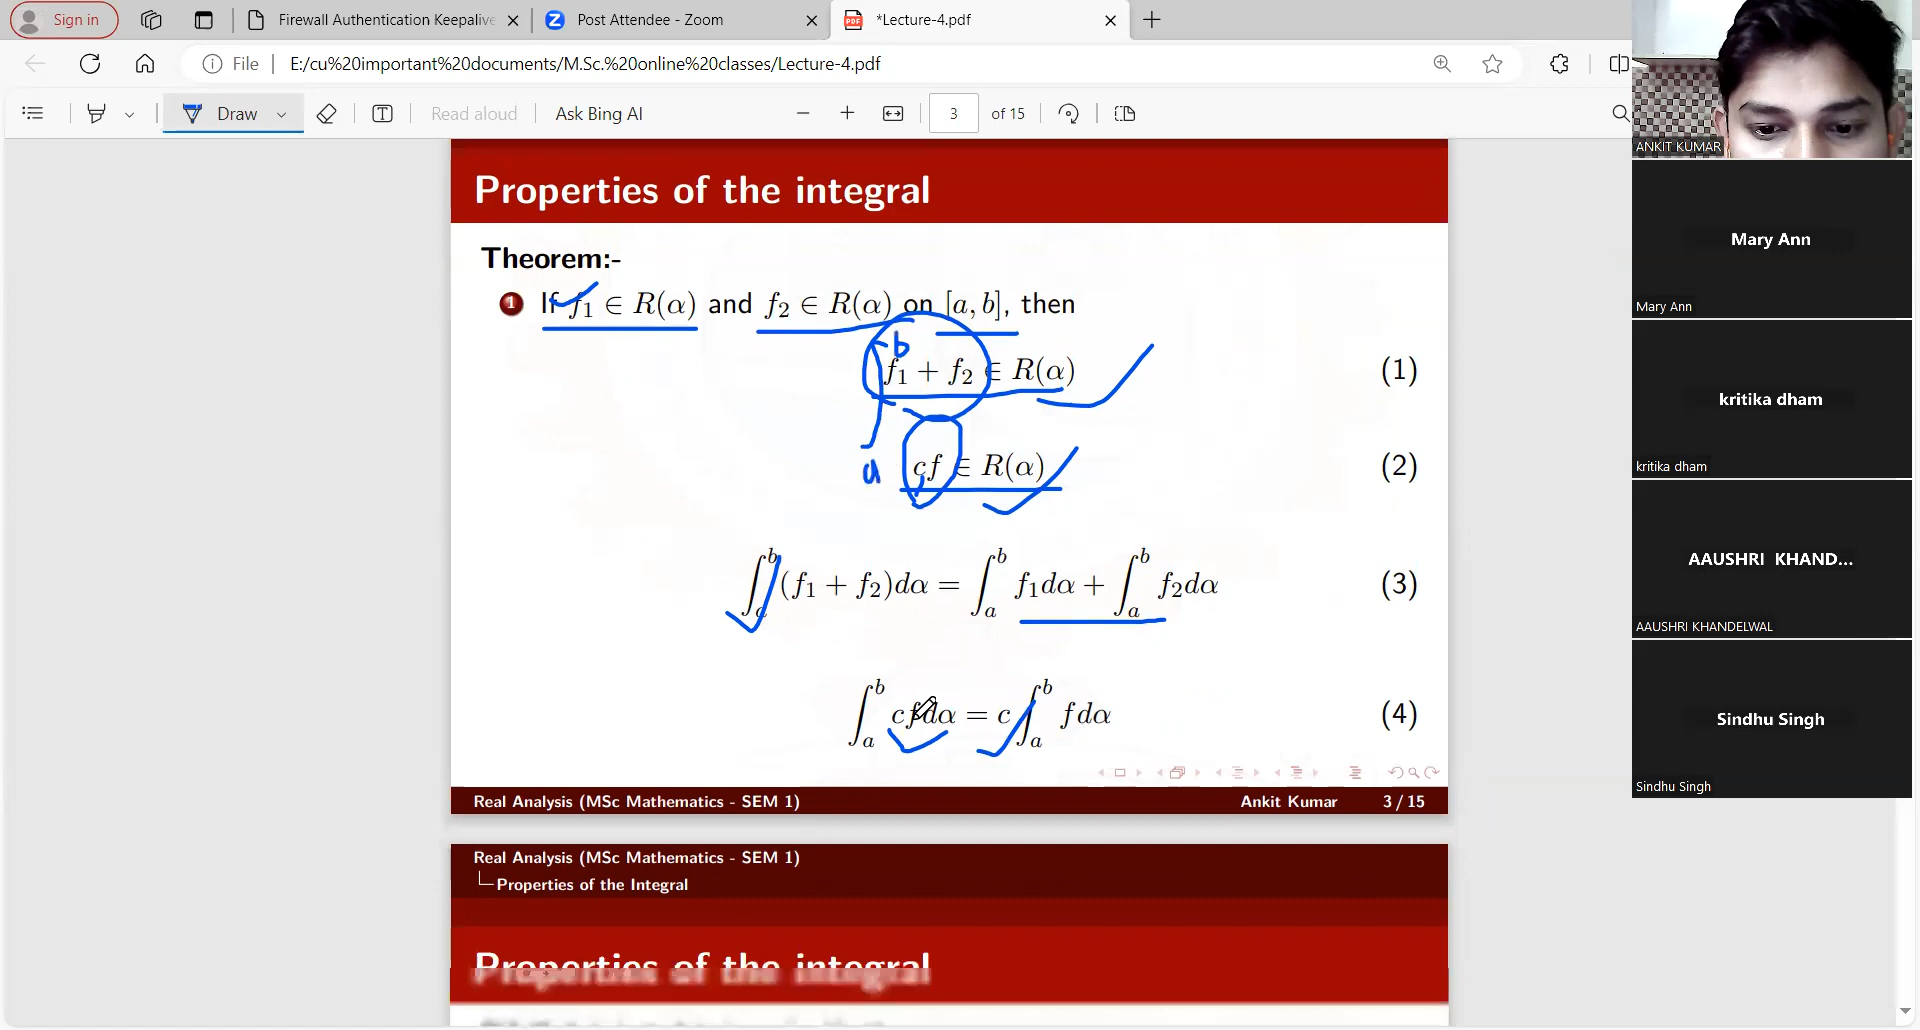 Sign in
Firewall Authentication Keepalive
Post Attendee - Zoom
*Lecture-4.pdf
File
E:/cu%20important%20documents/M.Sc.%20online%20classes/Lecture-4.pdf
Draw
Read aloud
Ask Bing AI
3
of 15
ANKIT KUMAR
Mary Ann
Mary Ann
kritika dham
kritika dham
AAUSHRI KHAND...
AAUSHRI KHANDELWAL
Sindhu Singh
Sindhu Singh
Properties of the integral
Theorem:-
1 If f₁ ∈ R(α) and f₂ ∈ R(α) on [a, b], then
b
f₁ + f₂ ∈ R(α) (1)
a
cf ∈ R(α) (2)
∫ₐᵇ (f₁ + f₂)dα = ∫ₐᵇ f₁dα + ∫ₐᵇ f₂dα (3)
∫ₐᵇ cfdα = c ∫ₐᵇ fdα (4)
Real Analysis (MSc Mathematics - SEM 1) Ankit Kumar 3 / 15
Real Analysis (MSc Mathematics - SEM 1)
Properties of the Integral
Properties of the integral